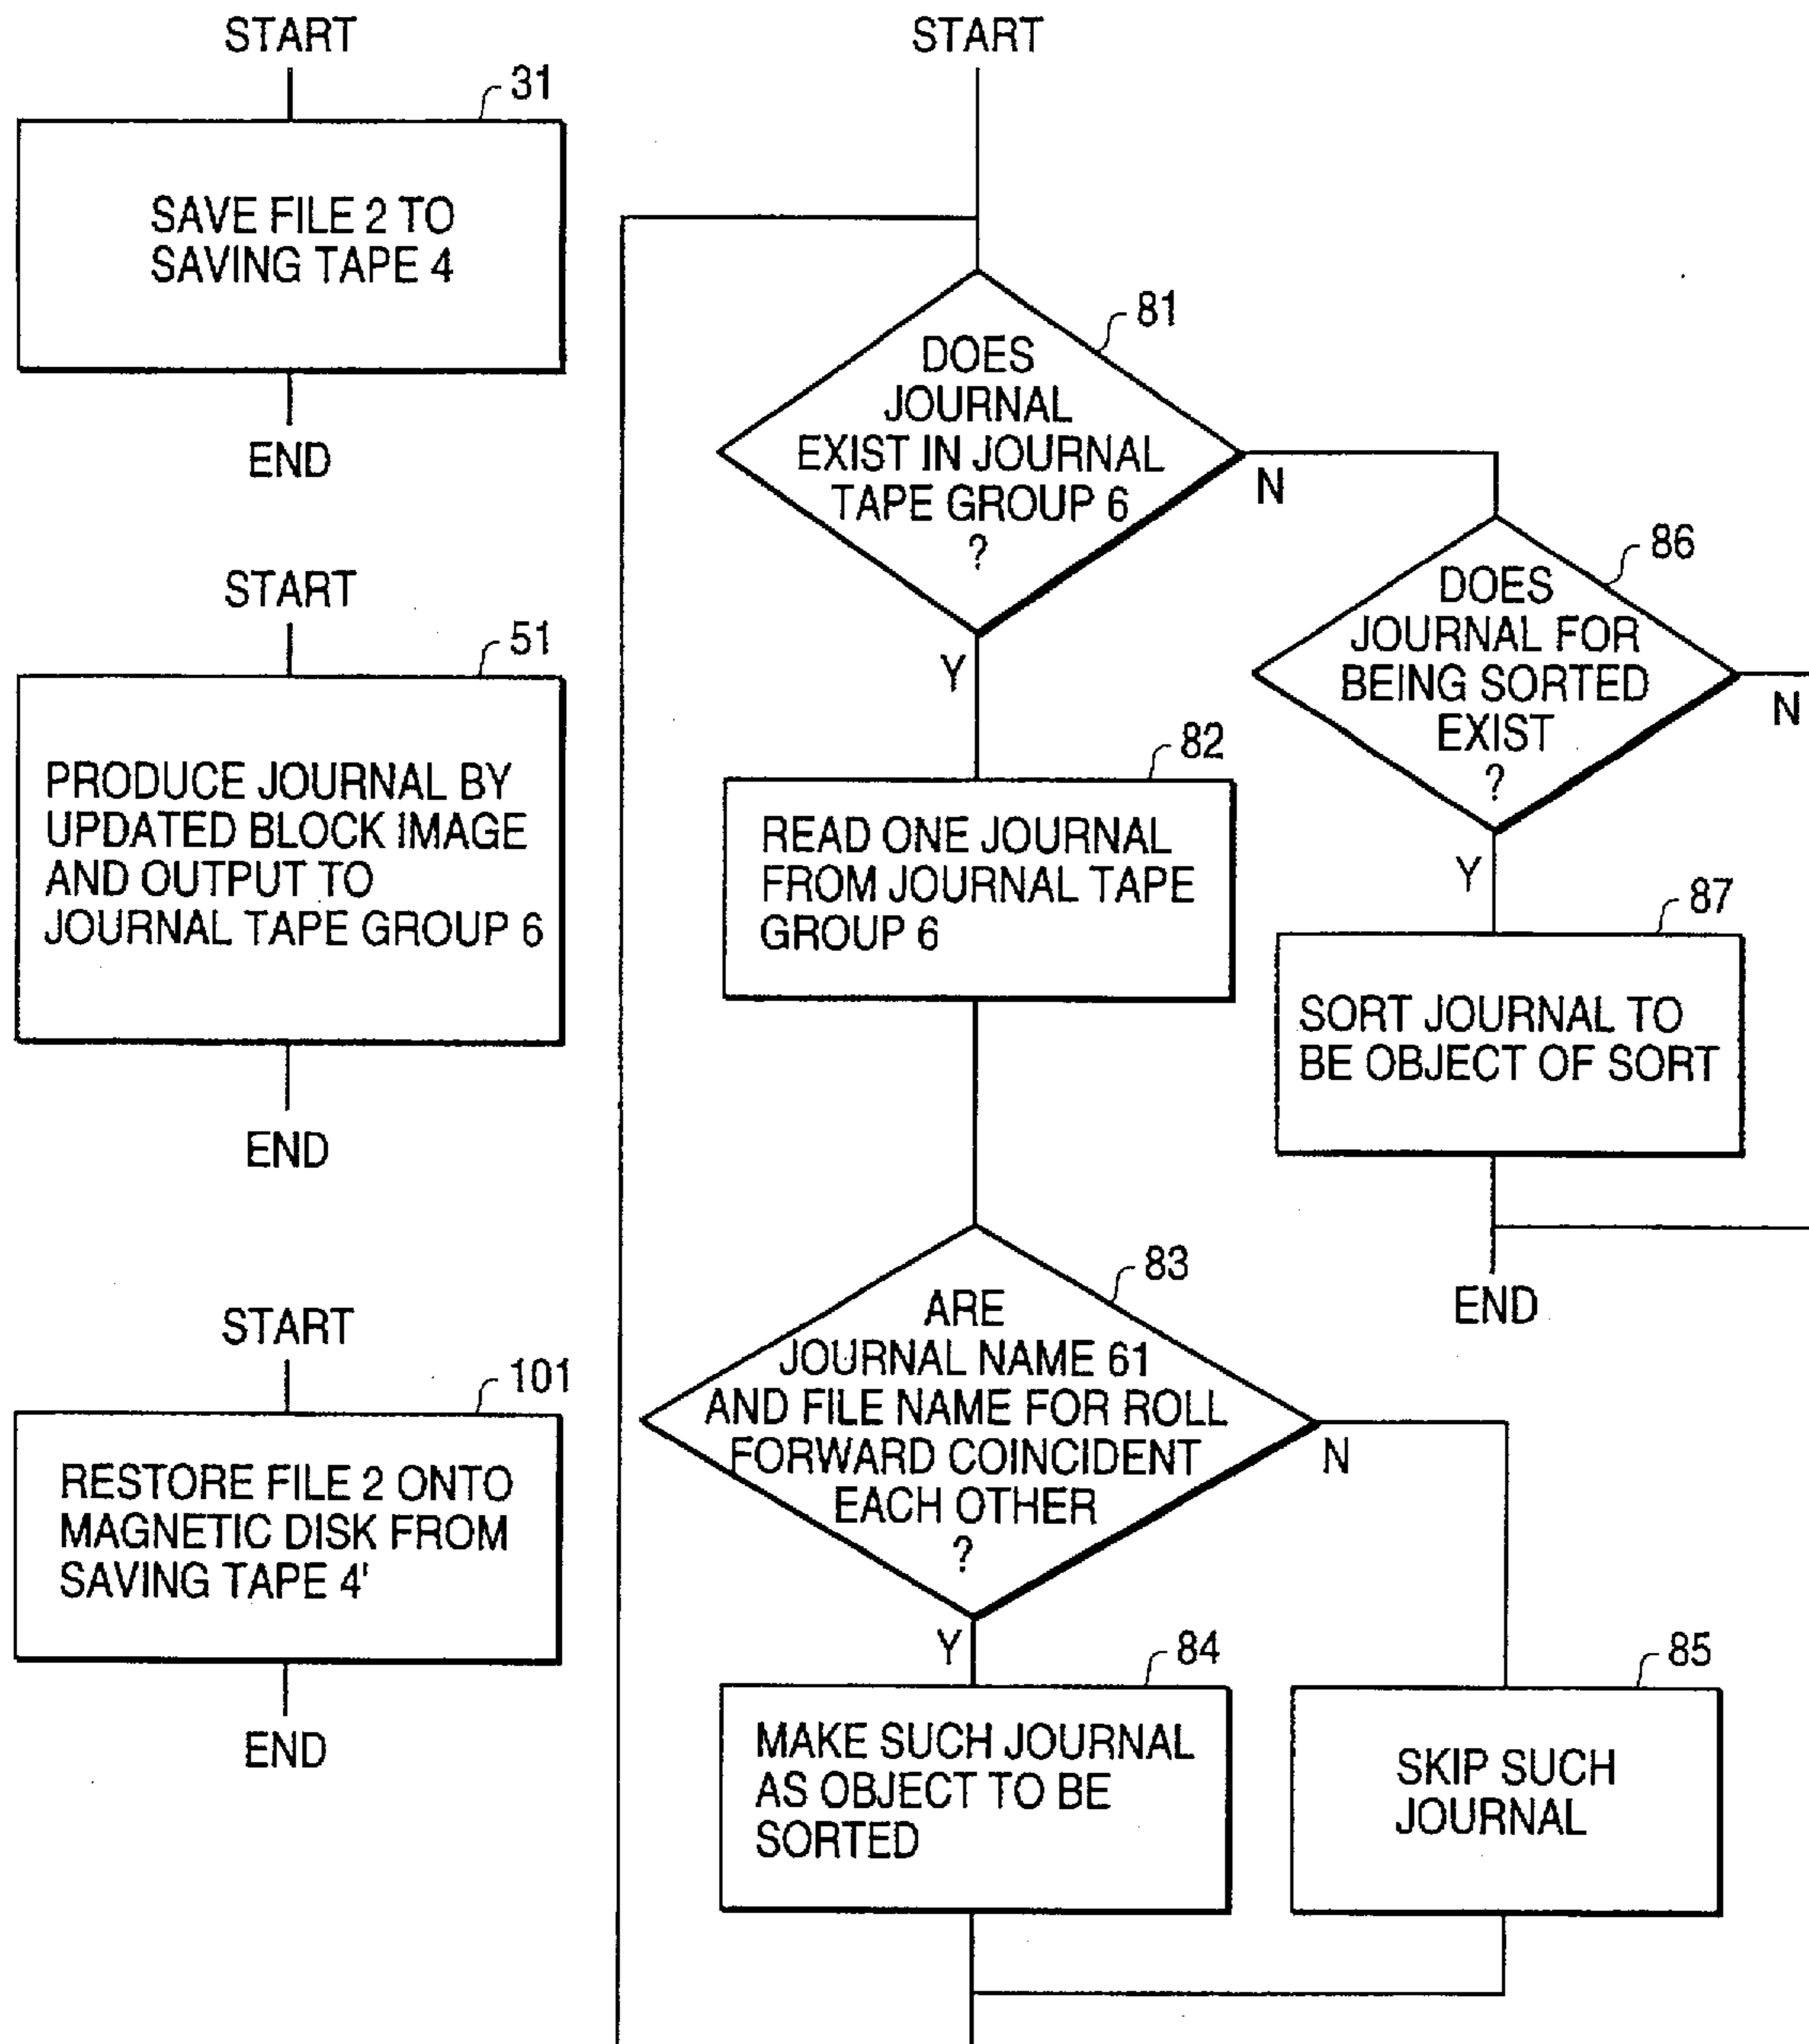 START
31
SAVE FILE 2 TO
SAVING TAPE 4
END
START
51
PRODUCE JOURNAL BY
UPDATED BLOCK IMAGE
AND OUTPUT TO
JOURNAL TAPE GROUP 6
END
START
101
RESTORE FILE 2 ONTO
MAGNETIC DISK FROM
SAVING TAPE 4'
END
START
81
DOES
JOURNAL
EXIST IN JOURNAL
TAPE GROUP 6
?
N
Y
82
READ ONE JOURNAL
FROM JOURNAL TAPE
GROUP 6
83
ARE
JOURNAL NAME 61
AND FILE NAME FOR ROLL
FORWARD COINCIDENT
EACH OTHER
?
N
Y
84
MAKE SUCH JOURNAL
AS OBJECT TO BE
SORTED
85
SKIP SUCH
JOURNAL
86
DOES
JOURNAL FOR
BEING SORTED
EXIST
?
N
Y
87
SORT JOURNAL TO
BE OBJECT OF SORT
END